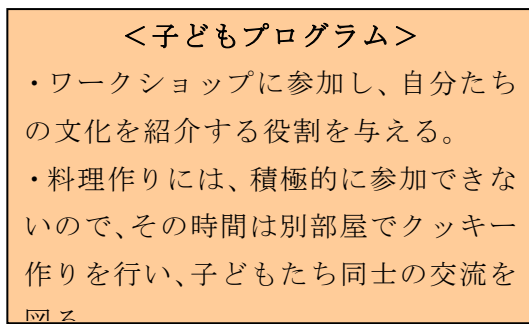 ＜子どもプログラム＞
・ワークショップに参加し、自分たち
の文化を紹介する役割を与える。
・料理作りには、積極的に参加できな
いので、その時間は別部屋でクッキー
作りを行い、子どもたち同士の交流を
図る